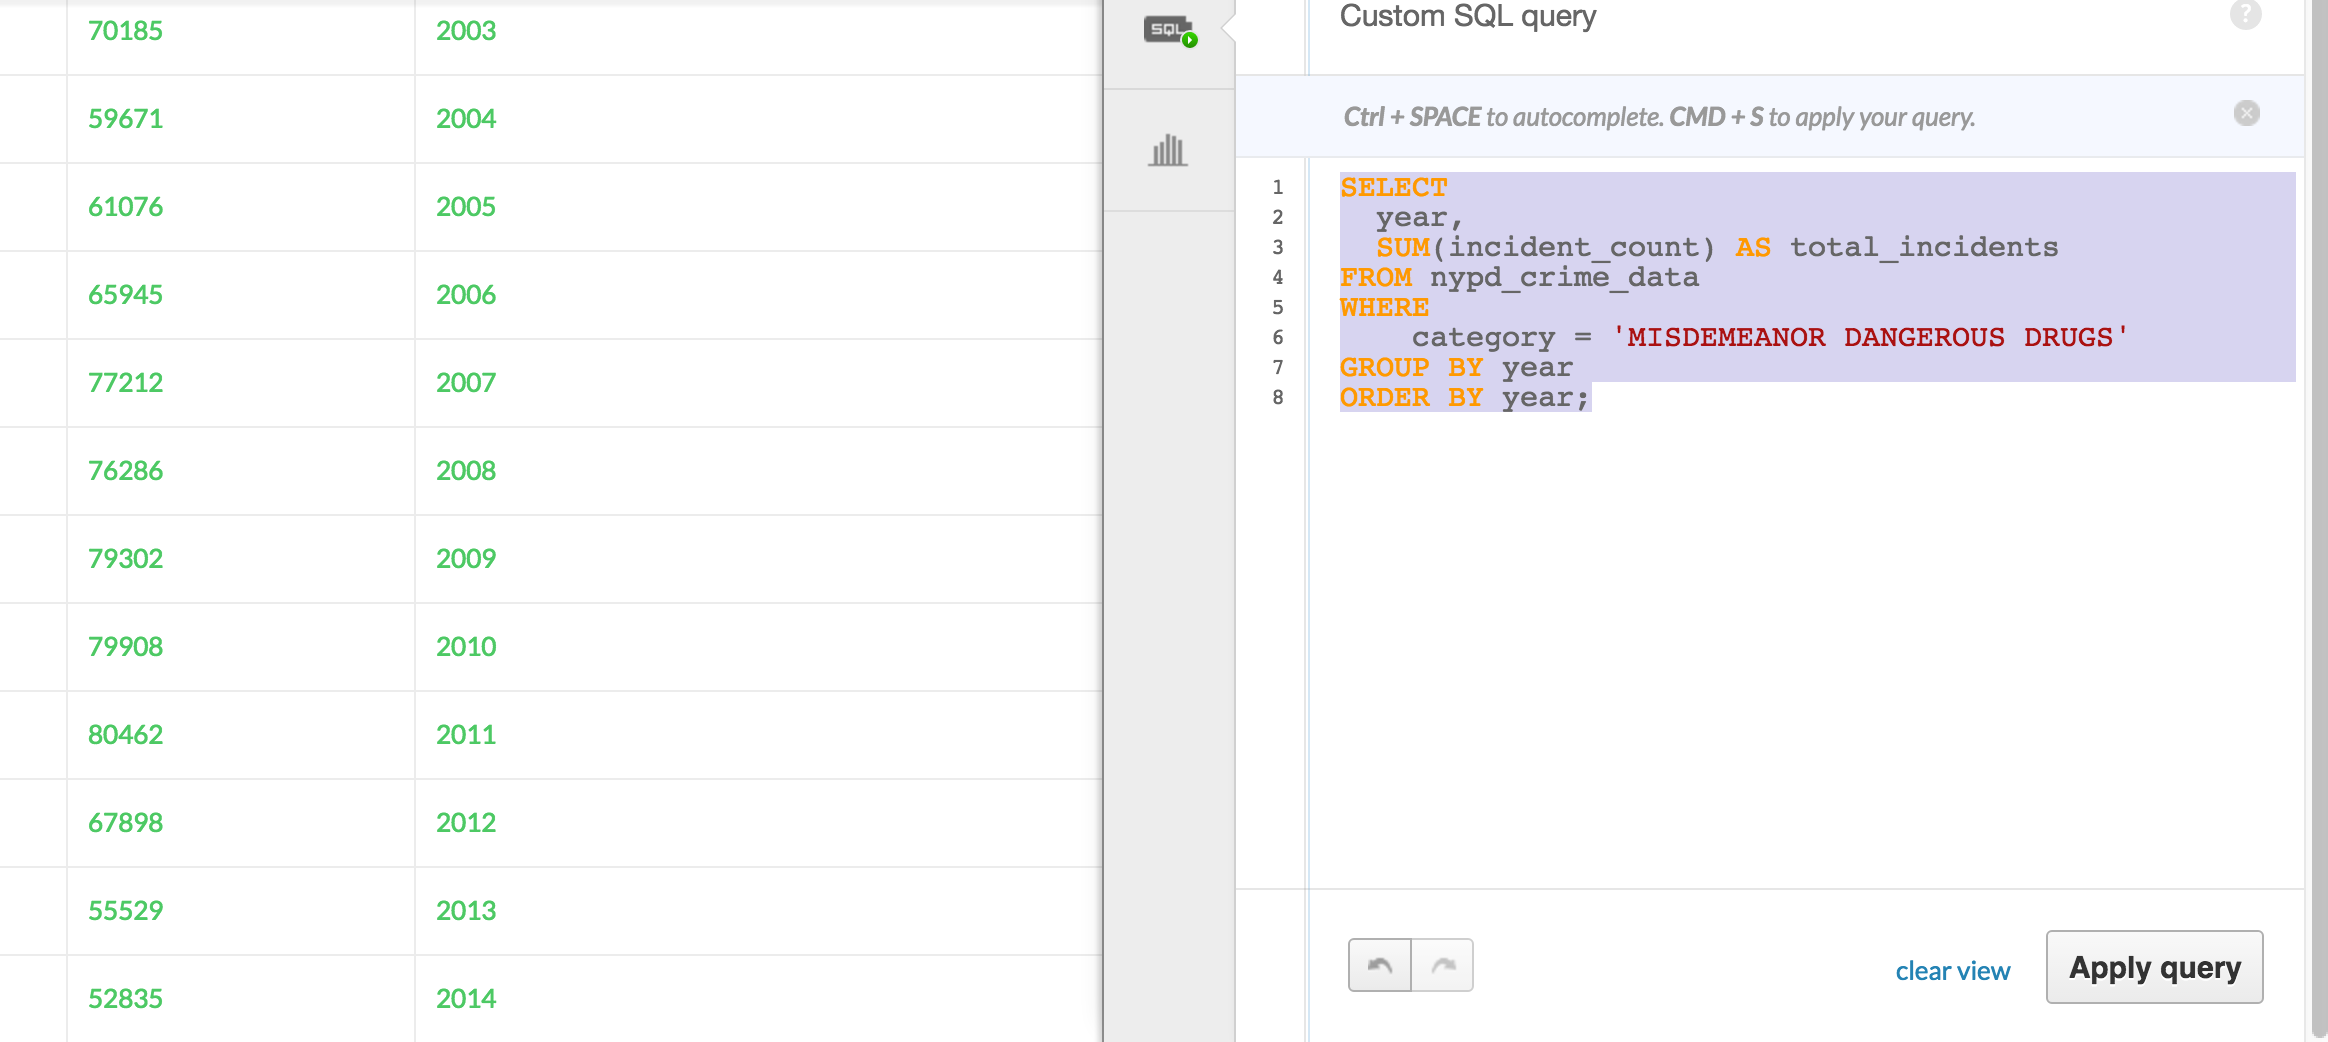 70185 2003
59671 2004
61076 2005
65945 2006
77212 2007
76286 2008
79302 2009
79908 2010
80462 2011
67898 2012
55529 2013
52835 2014
SQL
Custom SQL query
?
Ctrl + SPACE to autocomplete. CMD + S to apply your query.
1 SELECT
2 year,
3 SUM(incident_count) AS total_incidents
4 FROM nypd_crime_data
5 WHERE
6 category = 'MISDEMEANOR DANGEROUS DRUGS'
7 GROUP BY year
8 ORDER BY year;
clear view
Apply query